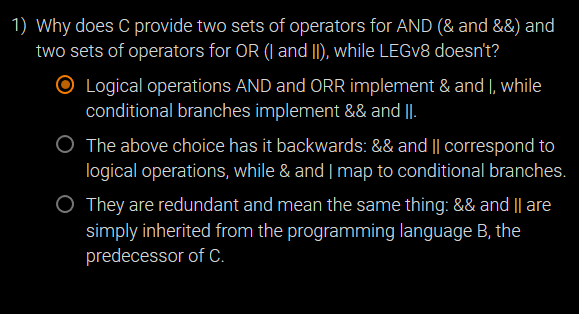 1) Why does C provide two sets of operators for AND (& and &&) and
two sets of operators for OR (| and ||), while LEGv8 doesn't?
Logical operations AND and ORR implement & and |, while
conditional branches implement && and ||.
The above choice has it backwards: && and || correspond to
logical operations, while & and | map to conditional branches.
They are redundant and mean the same thing: && and || are
simply inherited from the programming language B, the
predecessor of C.